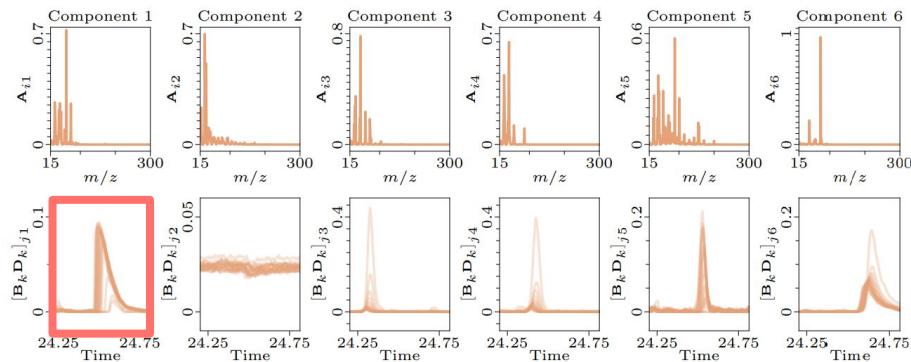 Component 1 Component 2 Component 3 Component 4 Component 5 Component 6
A_{i1} 0 0.7 15 300 m/z
A_{i2} 0 0.7 15 300 m/z
A_{i3} 0 0.8 15 300 m/z
A_{i4} 0 0.7 15 300 m/z
A_{i5} 0 0.6 15 300 m/z
A_{i6} 0 1 15 300 m/z
[B_k D_k]_{j1} 0 0.1 24.25 24.75 Time
[B_k D_k]_{j2} 0 0.05 24.25 24.75 Time
[B_k D_k]_{j3} 0 0.4 24.25 24.75 Time
[B_k D_k]_{j4} 0 0.4 24.25 24.75 Time
[B_k D_k]_{j5} 0 0.2 24.25 24.75 Time
[B_k D_k]_{j6} 0 0.2 24.25 24.75 Time